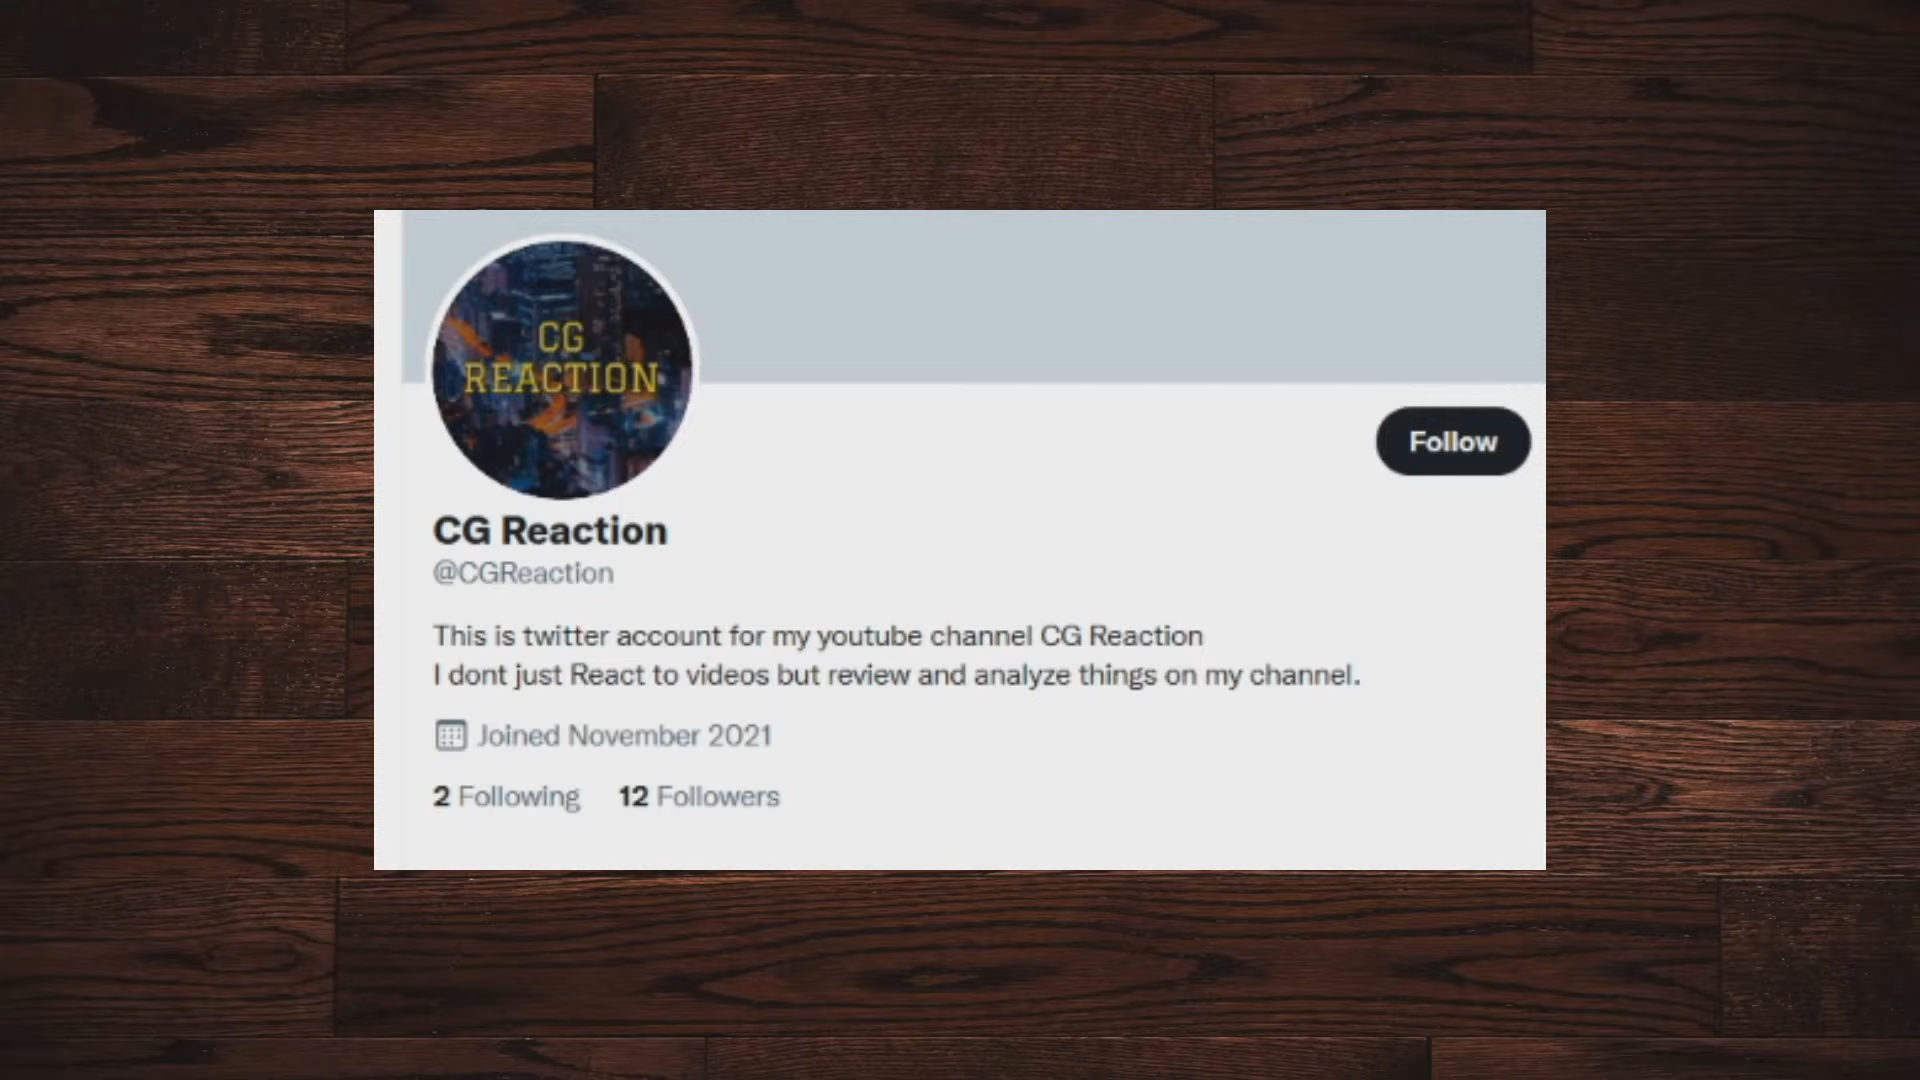 CG
REACTION
Follow
CG Reaction
@CGReaction
This is twitter account for my youtube channel CG Reaction
I dont just React to videos but review and analyze things on my channel.
Joined November 2021
2 Following 12 Followers